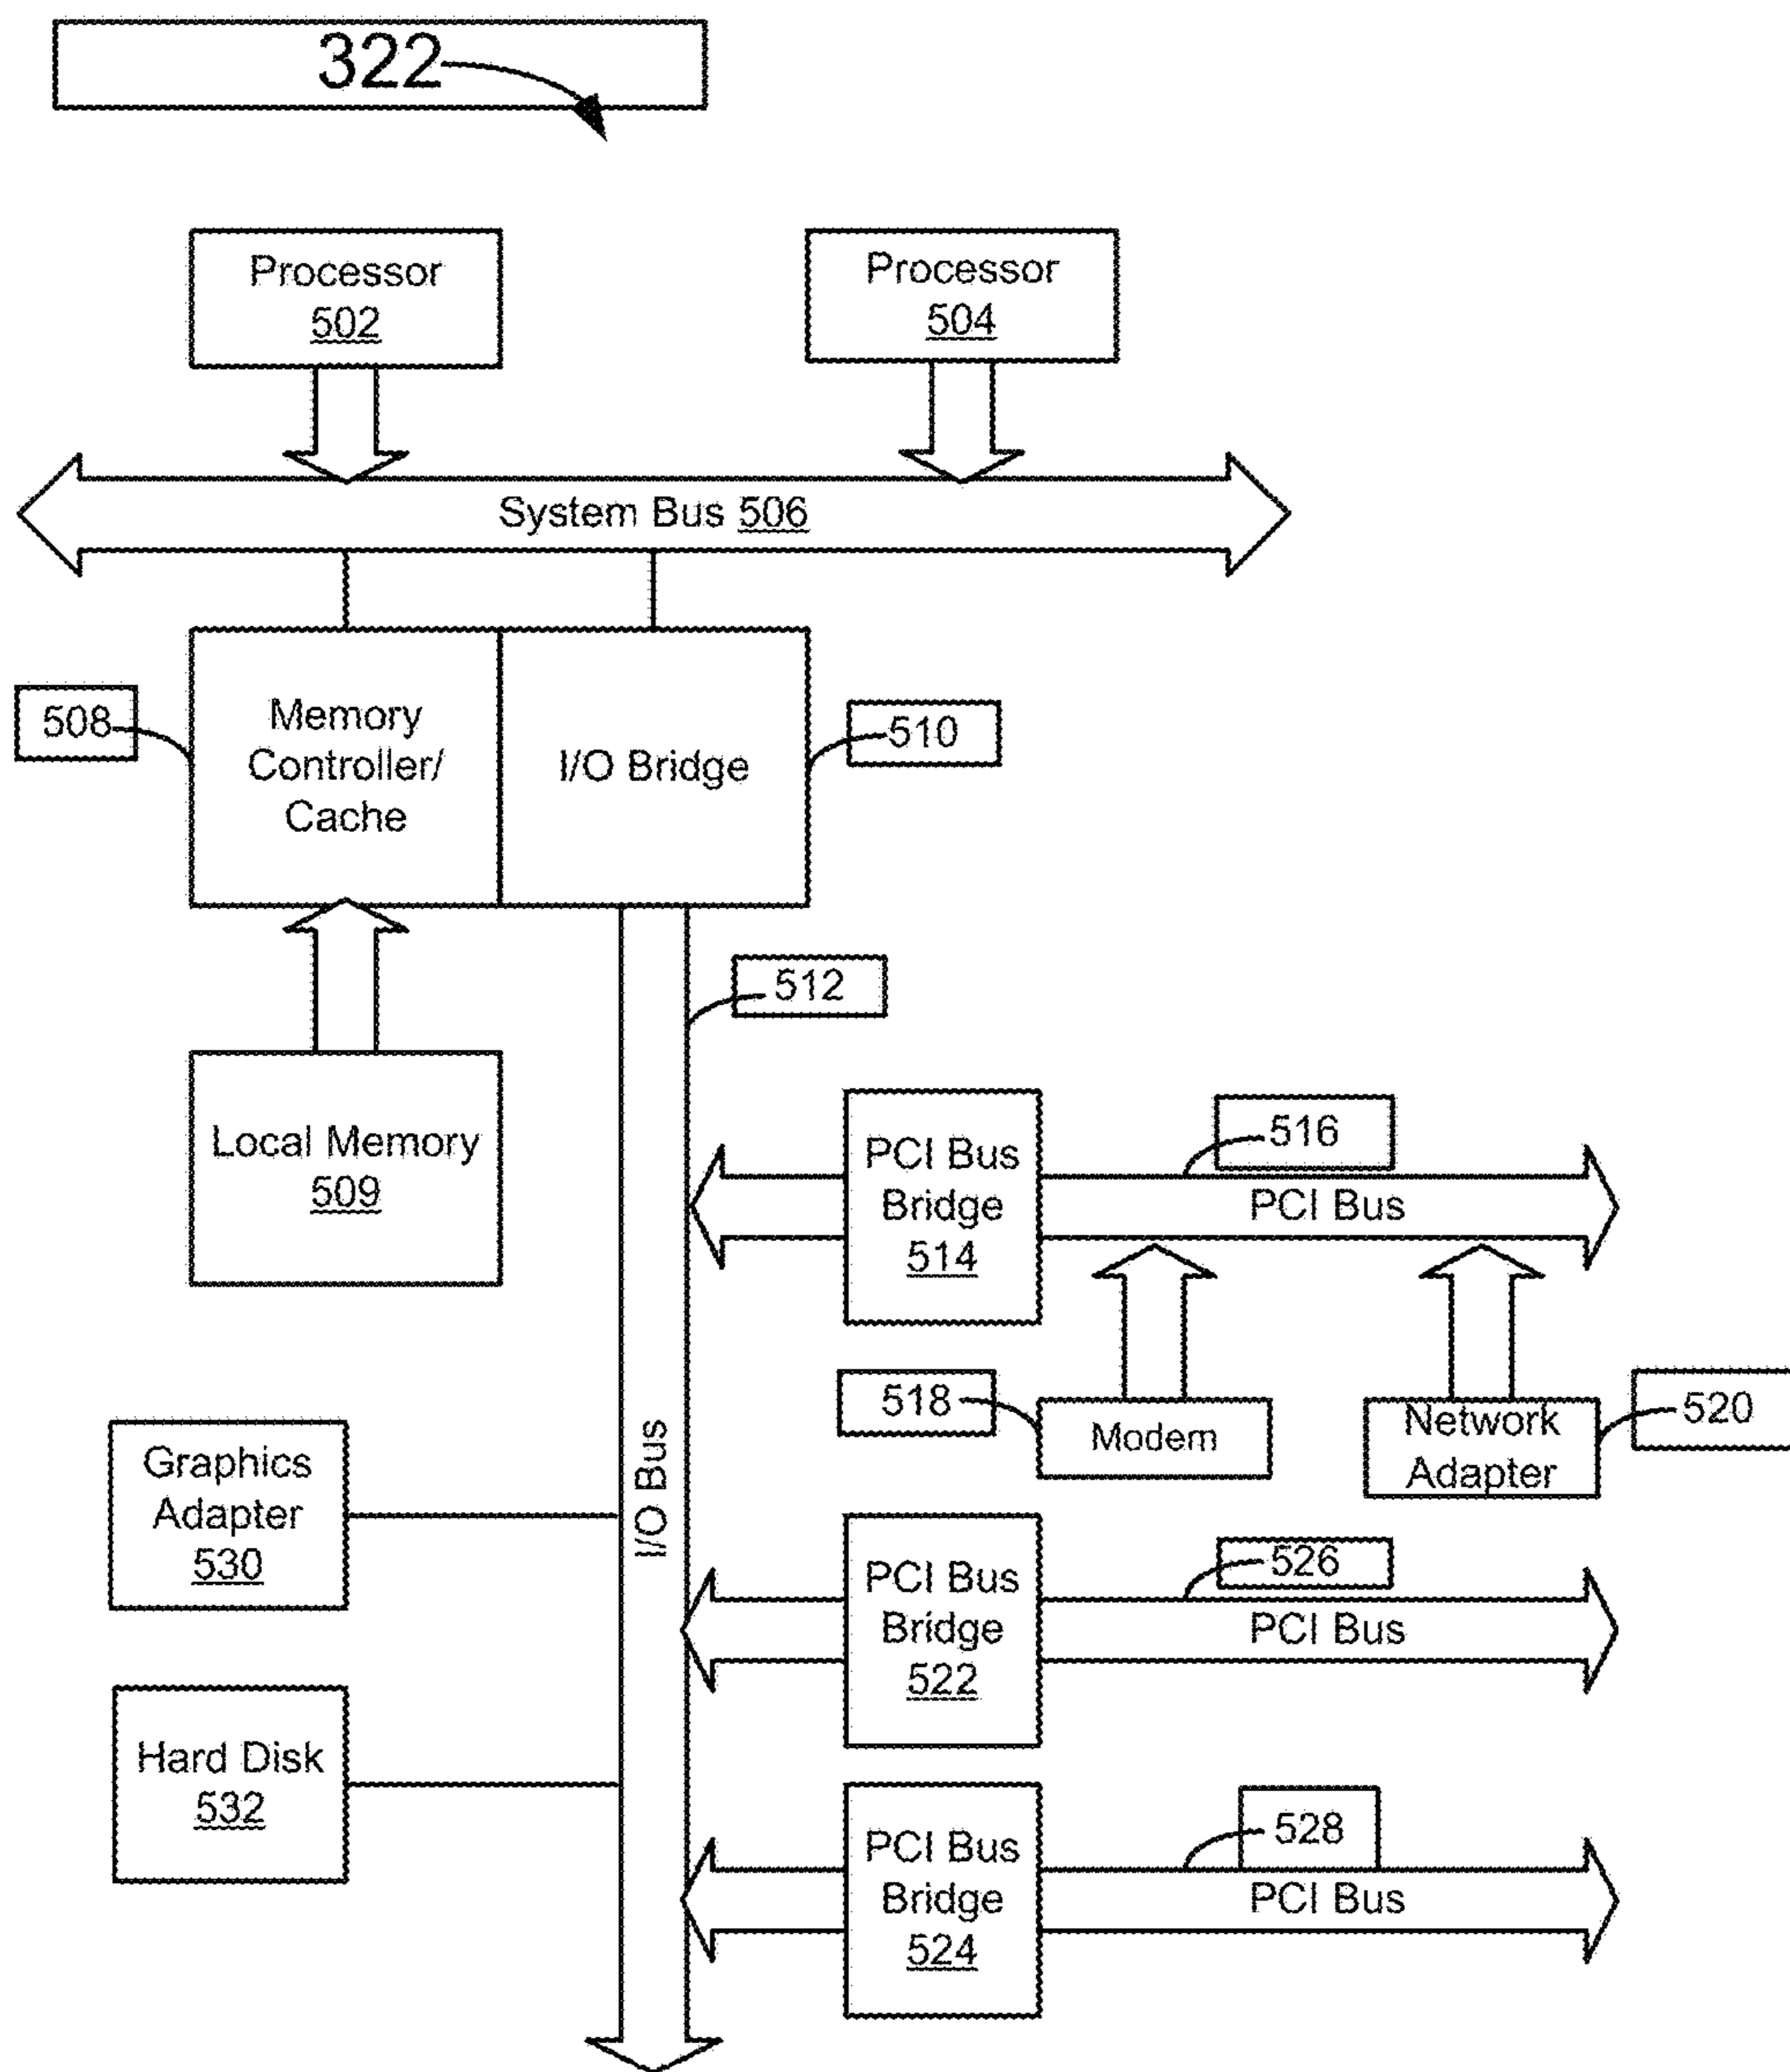 322
Processor
502
Processor
504
System Bus 506
508
Memory
Controller/
Cache
I/O Bridge
510
512
Local Memory
509
PCI Bus
Bridge
514
516
PCI Bus
518
Modem
Network
Adapter
520
Graphics
Adapter
530
I/O Bus
PCI Bus
Bridge
522
526
PCI Bus
Hard Disk
532
PCI Bus
Bridge
524
528
PCI Bus